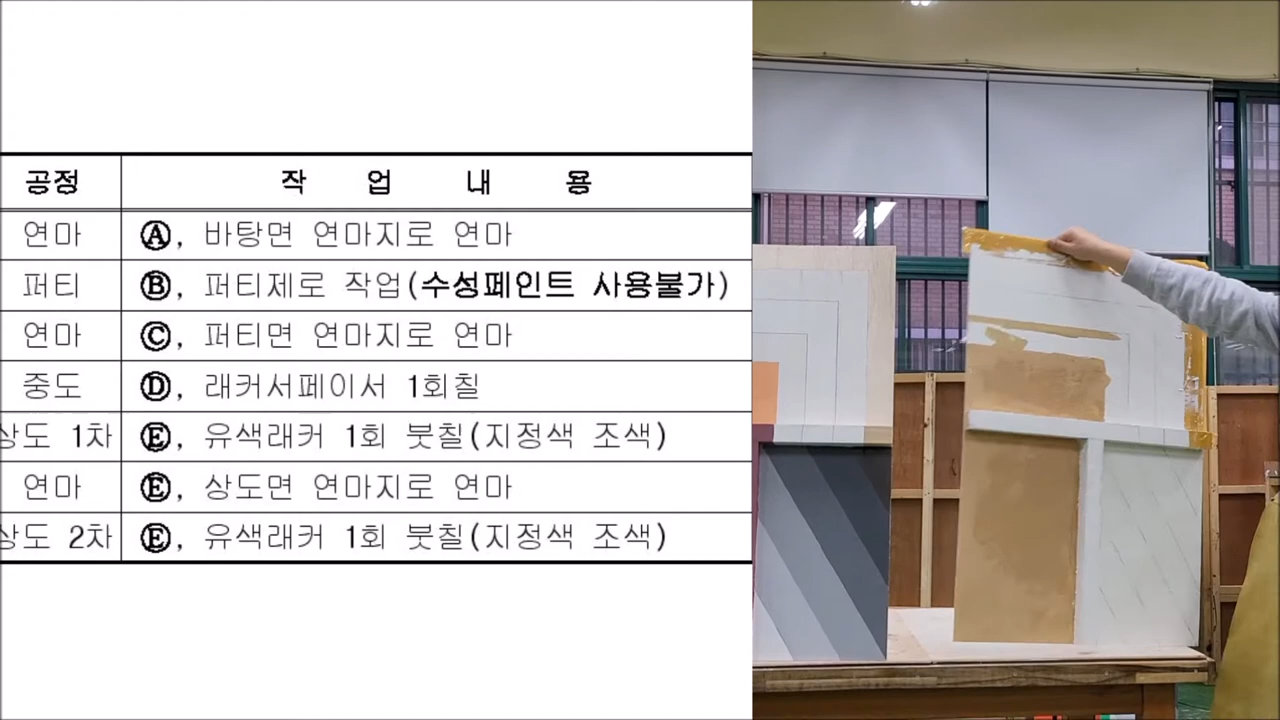 공정 작 업 내 용
연마 Ⓐ, 바탕면 연마지로 연마
퍼티 Ⓑ, 퍼티제로 작업(수성페인트 사용불가)
연마 Ⓒ, 퍼티면 연마지로 연마
중도 Ⓓ, 래커서페이서 1회칠
상도 1차 Ⓔ, 유색래커 1회 붓칠(지정색 조색)
연마 Ⓔ, 상도면 연마지로 연마
상도 2차 Ⓔ, 유색래커 1회 붓칠(지정색 조색)